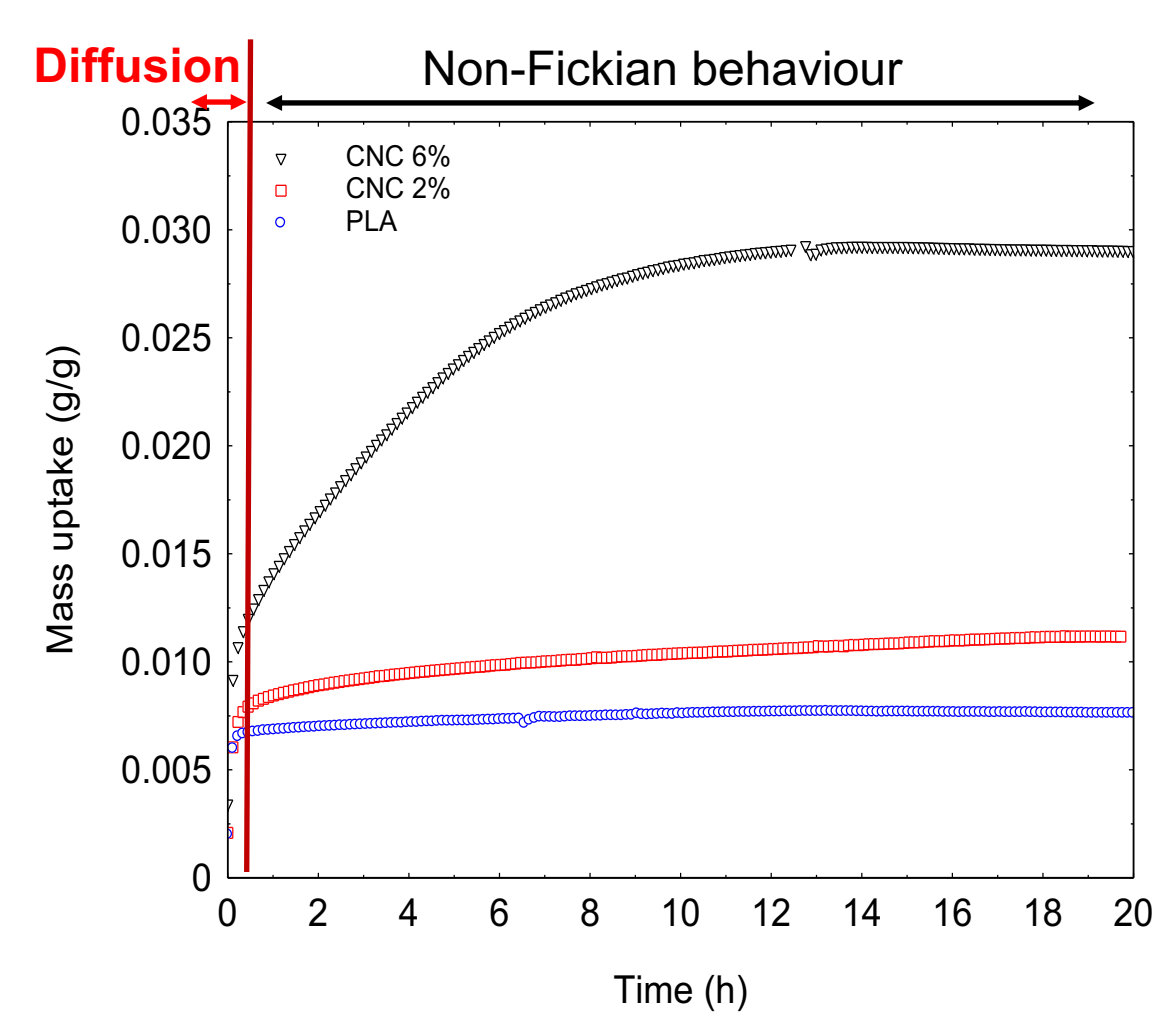 Diffusion
Non-Fickian behaviour
0.035
0.030
0.025
0.020
0.015
0.010
0.005
0
CNC 6%
CNC 2%
PLA
Mass uptake (g/g)
0 2 4 6 8 10 12 14 16 18 20
Time (h)